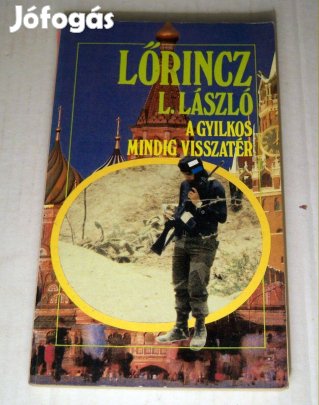 Jófogás
LŐRINCZ
L. LÁSZLÓ
A GYILKOS
MINDIG VISSZATÉR